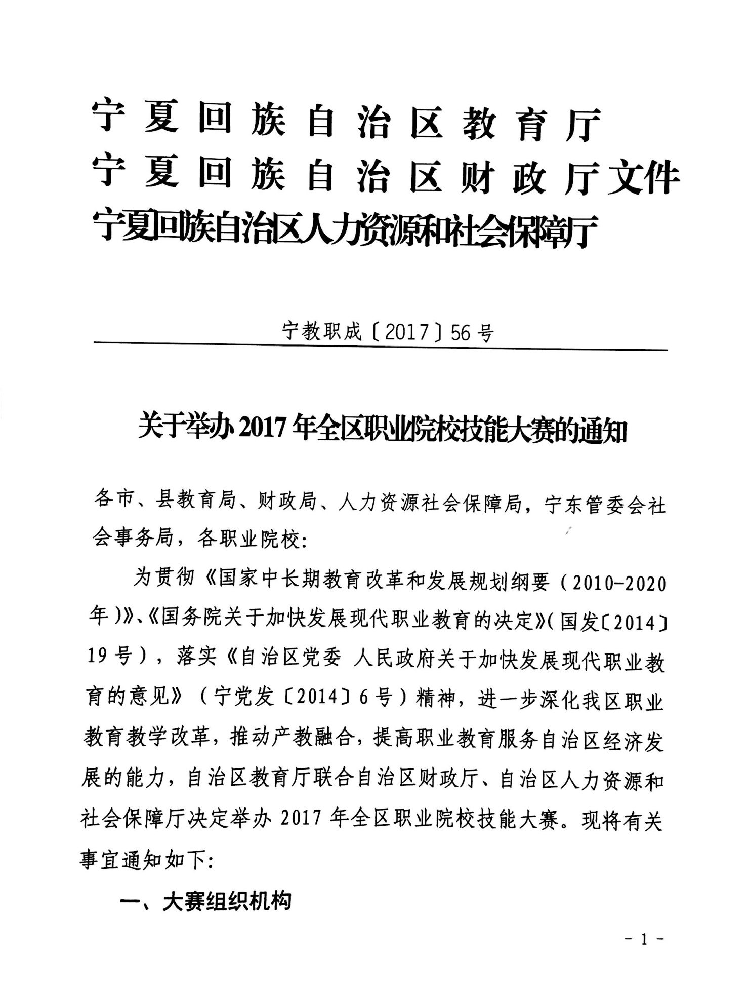 宁夏回族自治区教育厅
宁夏回族自治区财政厅文件
宁夏回族自治区人力资源和社会保障厅
宁教职成〔2017〕56号
关于举办2017年全区职业院校技能大赛的通知
各市、县教育局、财政局、人力资源社会保障局，宁东管委会社
会事务局，各职业院校：
为贯彻《国家中长期教育改革和发展规划纲要（2010-2020
年）》、《国务院关于加快发展现代职业教育的决定》（国发〔2014〕
19号），落实《自治区党委 人民政府关于加快发展现代职业教
育的意见》（宁党发〔2014〕6号）精神，进一步深化我区职业
教育教学改革，推动产教融合，提高职业教育服务自治区经济发
展的能力，自治区教育厅联合自治区财政厅、自治区人力资源和
社会保障厅决定举办2017年全区职业院校技能大赛。现将有关
事宜通知如下：
一、大赛组织机构
- 1 -